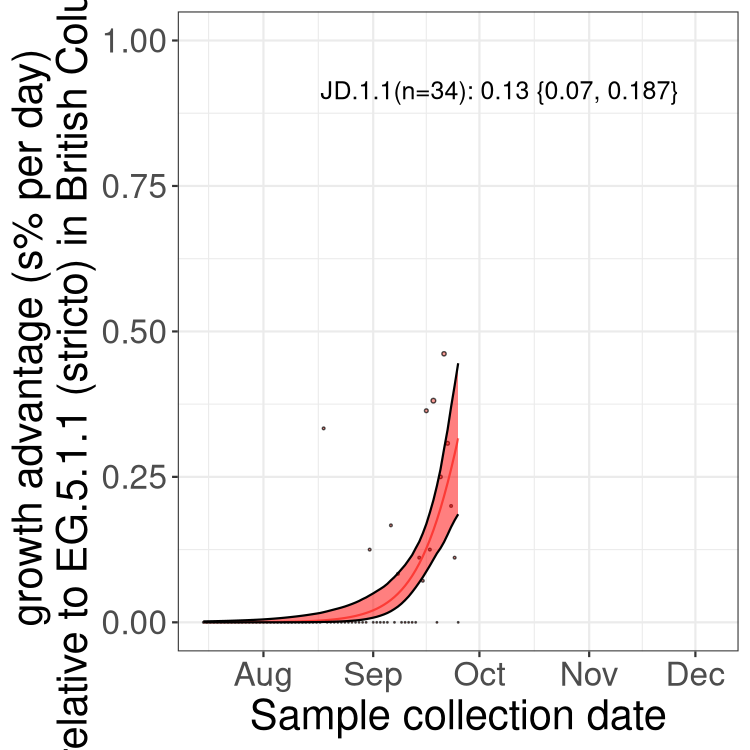 growth advantage (s% per day)
relative to EG.5.1.1 (stricto) in British Colu
1.00
0.75
0.50
0.25
0.00
JD.1.1(n=34): 0.13 {0.07, 0.187}
Aug Sep Oct Nov Dec
Sample collection date